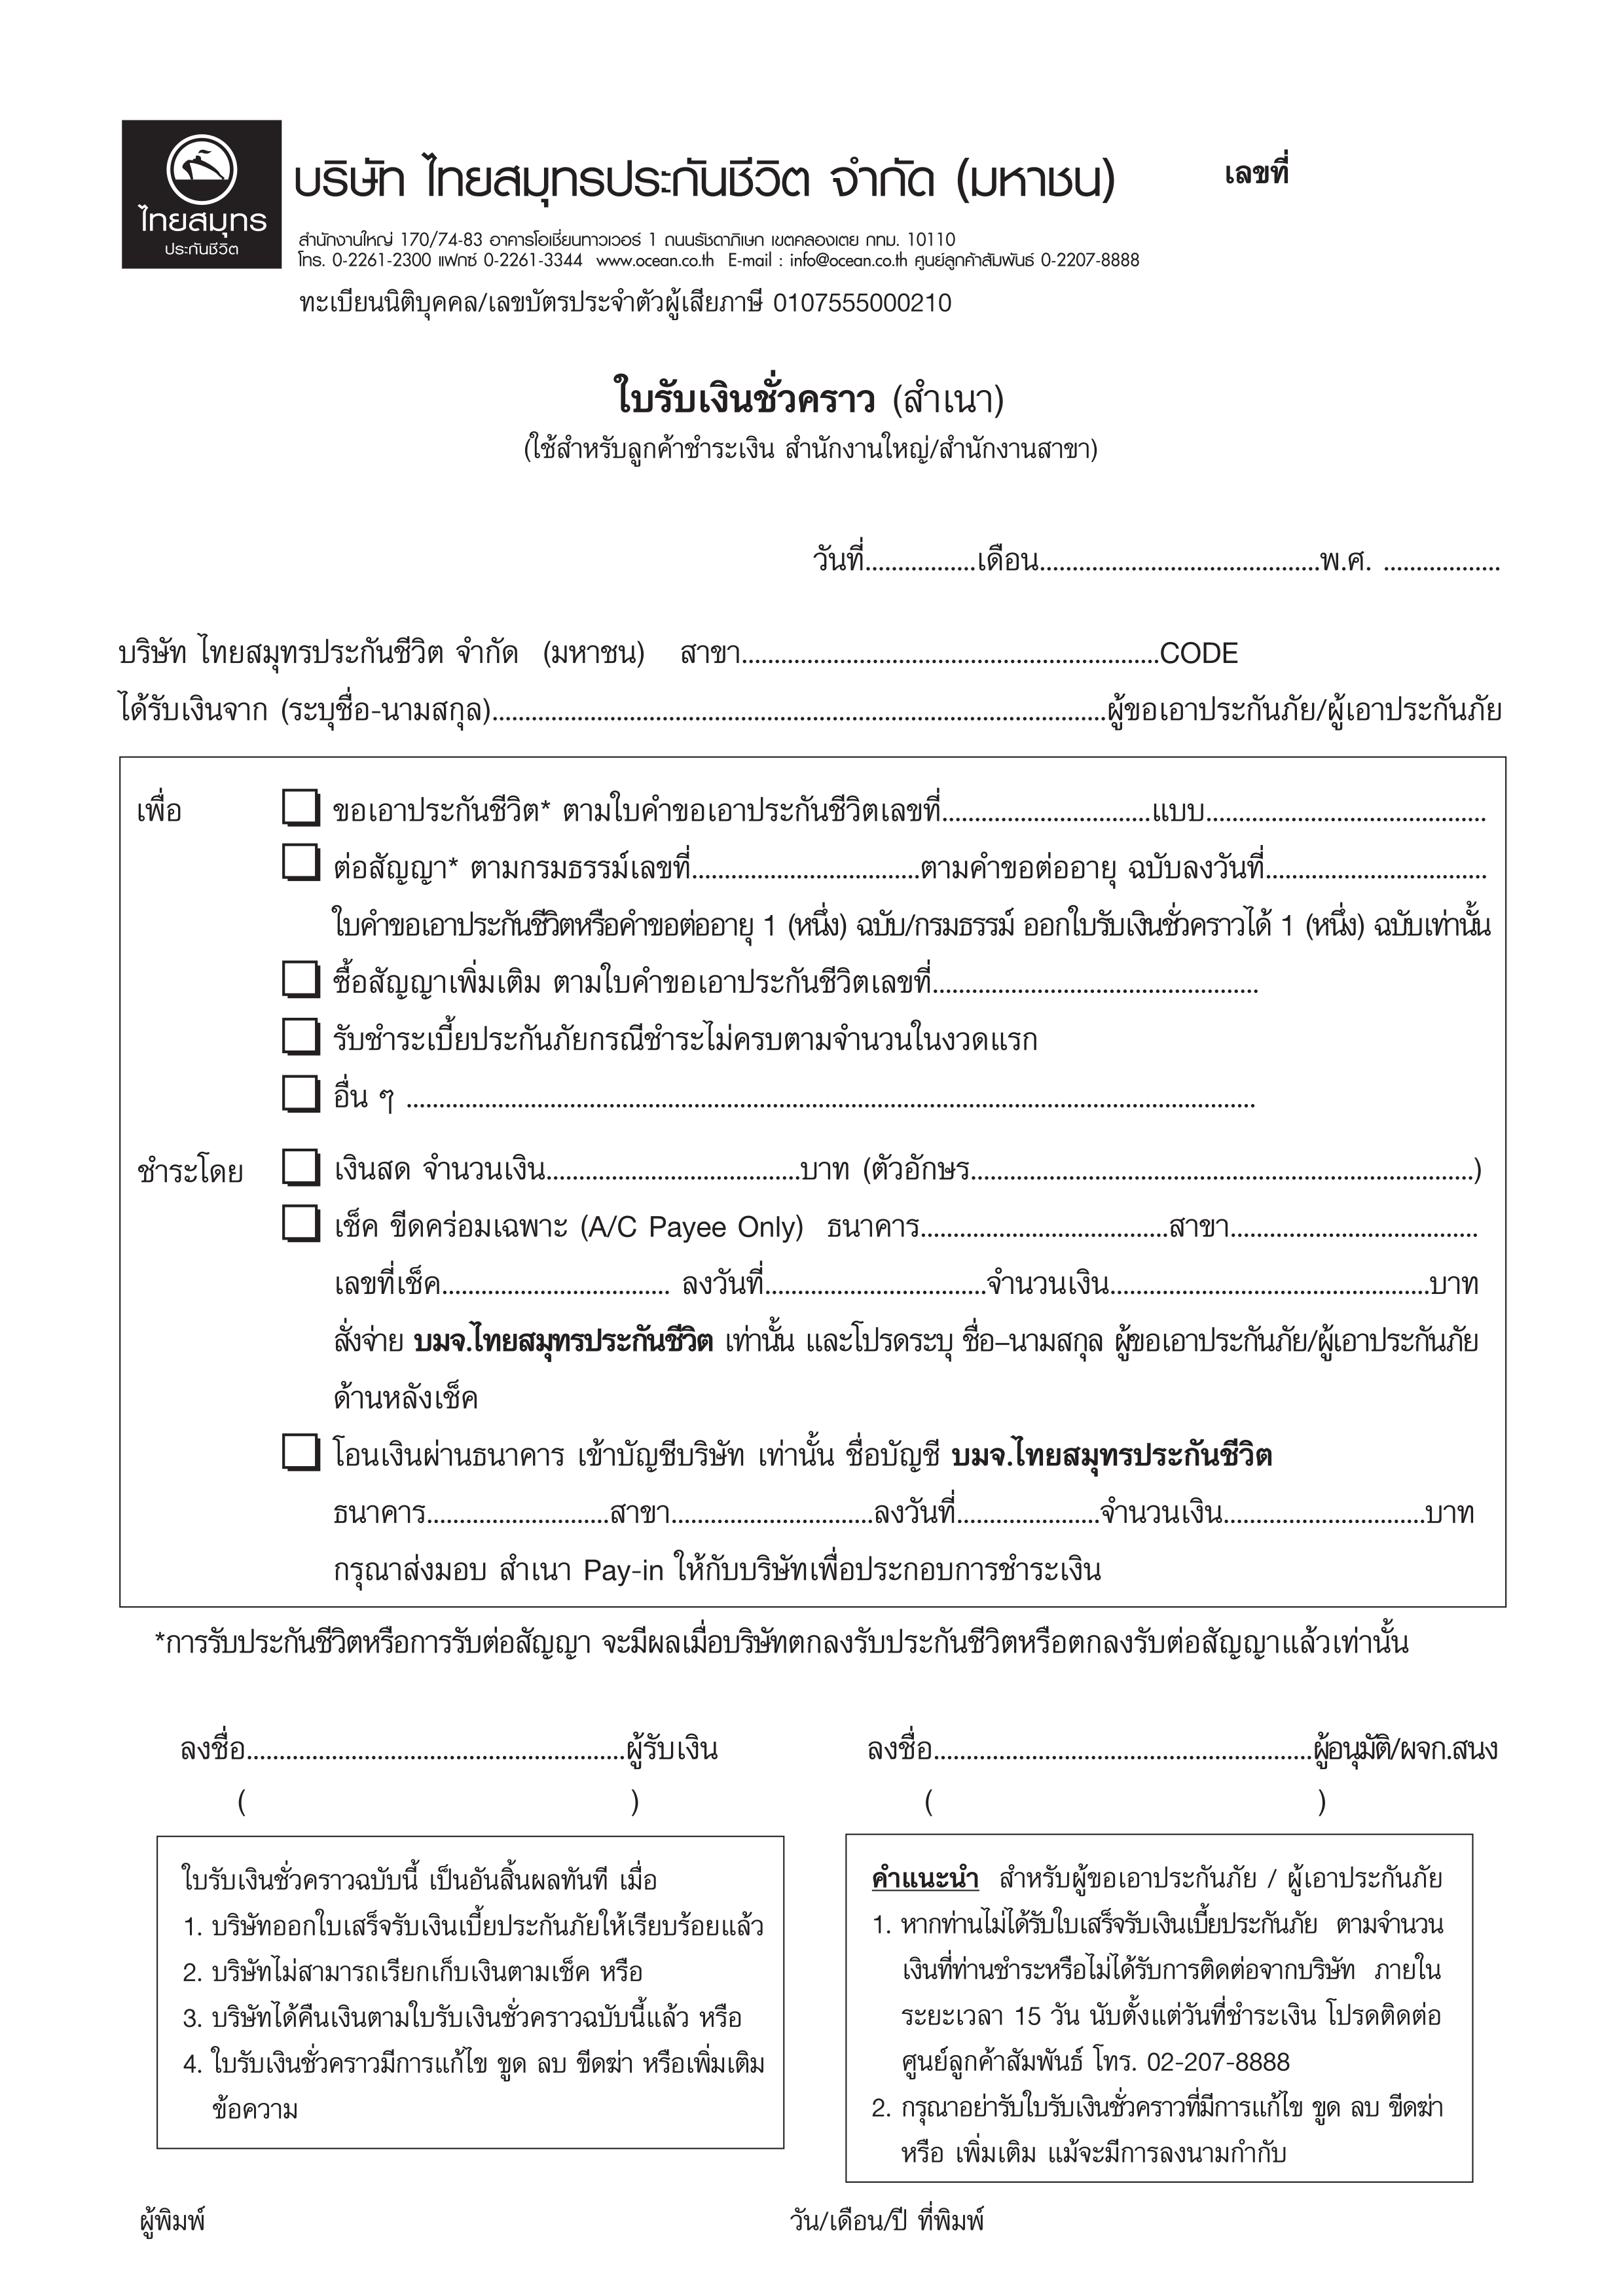 ไทยสมุทร
ประกันชีวิต
บริษัท ไทยสมุทรประกันชีวิต จำกัด (มหาชน)
เลขที่
สำนักงานใหญ่ 170/74-83 อาคารโอเชี่ยนทาวเวอร์ 1 ถนนรัชดาภิเษก เขตคลองเตย กทม. 10110
โทร. 0-2261-2300 แฟกซ์ 0-2261-3344 www.ocean.co.th E-mail : info@ocean.co.th ศูนย์ลูกค้าสัมพันธ์ 0-2207-8888
ทะเบียนนิติบุคคล/เลขบัตรประจำตัวผู้เสียภาษี 0107555000210
ใบรับเงินชั่วคราว (สำเนา)
(ใช้สำหรับลูกค้าชำระเงิน สำนักงานใหญ่/สำนักงานสาขา)
วันที่.................เดือน...........................................พ.ศ. ..................
บริษัท ไทยสมุทรประกันชีวิต จำกัด (มหาชน) สาขา................................................................CODE
ได้รับเงินจาก (ระบุชื่อ-นามสกุล)..............................................................................................ผู้ขอเอาประกันภัย/ผู้เอาประกันภัย
เพื่อ
ขอเอาประกันชีวิต* ตามใบคำขอเอาประกันชีวิตเลขที่................................แบบ...........................................
ต่อสัญญา* ตามกรมธรรม์เลขที่...................................ตามคำขอต่ออายุ ฉบับลงวันที่..................................
ใบคำขอเอาประกันชีวิตหรือคำขอต่ออายุ 1 (หนึ่ง) ฉบับ/กรมธรรม์ ออกใบรับเงินชั่วคราวได้ 1 (หนึ่ง) ฉบับเท่านั้น
ซื้อสัญญาเพิ่มเติม ตามใบคำขอเอาประกันชีวิตเลขที่..................................................
รับชำระเบี้ยประกันภัยกรณีชำระไม่ครบตามจำนวนในงวดแรก
อื่น ๆ ..................................................................................................................................
ชำระโดย
เงินสด จำนวนเงิน.......................................บาท (ตัวอักษร.............................................................................)
เช็ค ขีดคร่อมเฉพาะ (A/C Payee Only) ธนาคาร......................................สาขา......................................
เลขที่เช็ค................................... ลงวันที่..................................จำนวนเงิน.................................................บาท
สั่งจ่าย บมจ.ไทยสมุทรประกันชีวิต เท่านั้น และโปรดระบุ ชื่อ–นามสกุล ผู้ขอเอาประกันภัย/ผู้เอาประกันภัย
ด้านหลังเช็ค
โอนเงินผ่านธนาคาร เข้าบัญชีบริษัท เท่านั้น ชื่อบัญชี บมจ.ไทยสมุทรประกันชีวิต
ธนาคาร............................สาขา...............................ลงวันที่......................จำนวนเงิน...............................บาท
กรุณาส่งมอบ สำเนา Pay-in ให้กับบริษัทเพื่อประกอบการชำระเงิน
*การรับประกันชีวิตหรือการรับต่อสัญญา จะมีผลเมื่อบริษัทตกลงรับประกันชีวิตหรือตกลงรับต่อสัญญาแล้วเท่านั้น
ลงชื่อ..........................................................ผู้รับเงิน
( )
ลงชื่อ..........................................................ผู้อนุมัติ/ผจก.สนง
( )
ใบรับเงินชั่วคราวฉบับนี้ เป็นอันสิ้นผลทันที เมื่อ
1. บริษัทออกใบเสร็จรับเงินเบี้ยประกันภัยให้เรียบร้อยแล้ว
2. บริษัทไม่สามารถเรียกเก็บเงินตามเช็ค หรือ
3. บริษัทได้คืนเงินตามใบรับเงินชั่วคราวฉบับนี้แล้ว หรือ
4. ใบรับเงินชั่วคราวมีการแก้ไข ขูด ลบ ขีดฆ่า หรือเพิ่มเติม
ข้อความ
คำแนะนำ สำหรับผู้ขอเอาประกันภัย / ผู้เอาประกันภัย
1. หากท่านไม่ได้รับใบเสร็จรับเงินเบี้ยประกันภัย ตามจำนวน
เงินที่ท่านชำระหรือไม่ได้รับการติดต่อจากบริษัท ภายใน
ระยะเวลา 15 วัน นับตั้งแต่วันที่ชำระเงิน โปรดติดต่อ
ศูนย์ลูกค้าสัมพันธ์ โทร. 02-207-8888
2. กรุณาอย่ารับใบรับเงินชั่วคราวที่มีการแก้ไข ขูด ลบ ขีดฆ่า
หรือ เพิ่มเติม แม้จะมีการลงนามกำกับ
ผู้พิมพ์
วัน/เดือน/ปี ที่พิมพ์